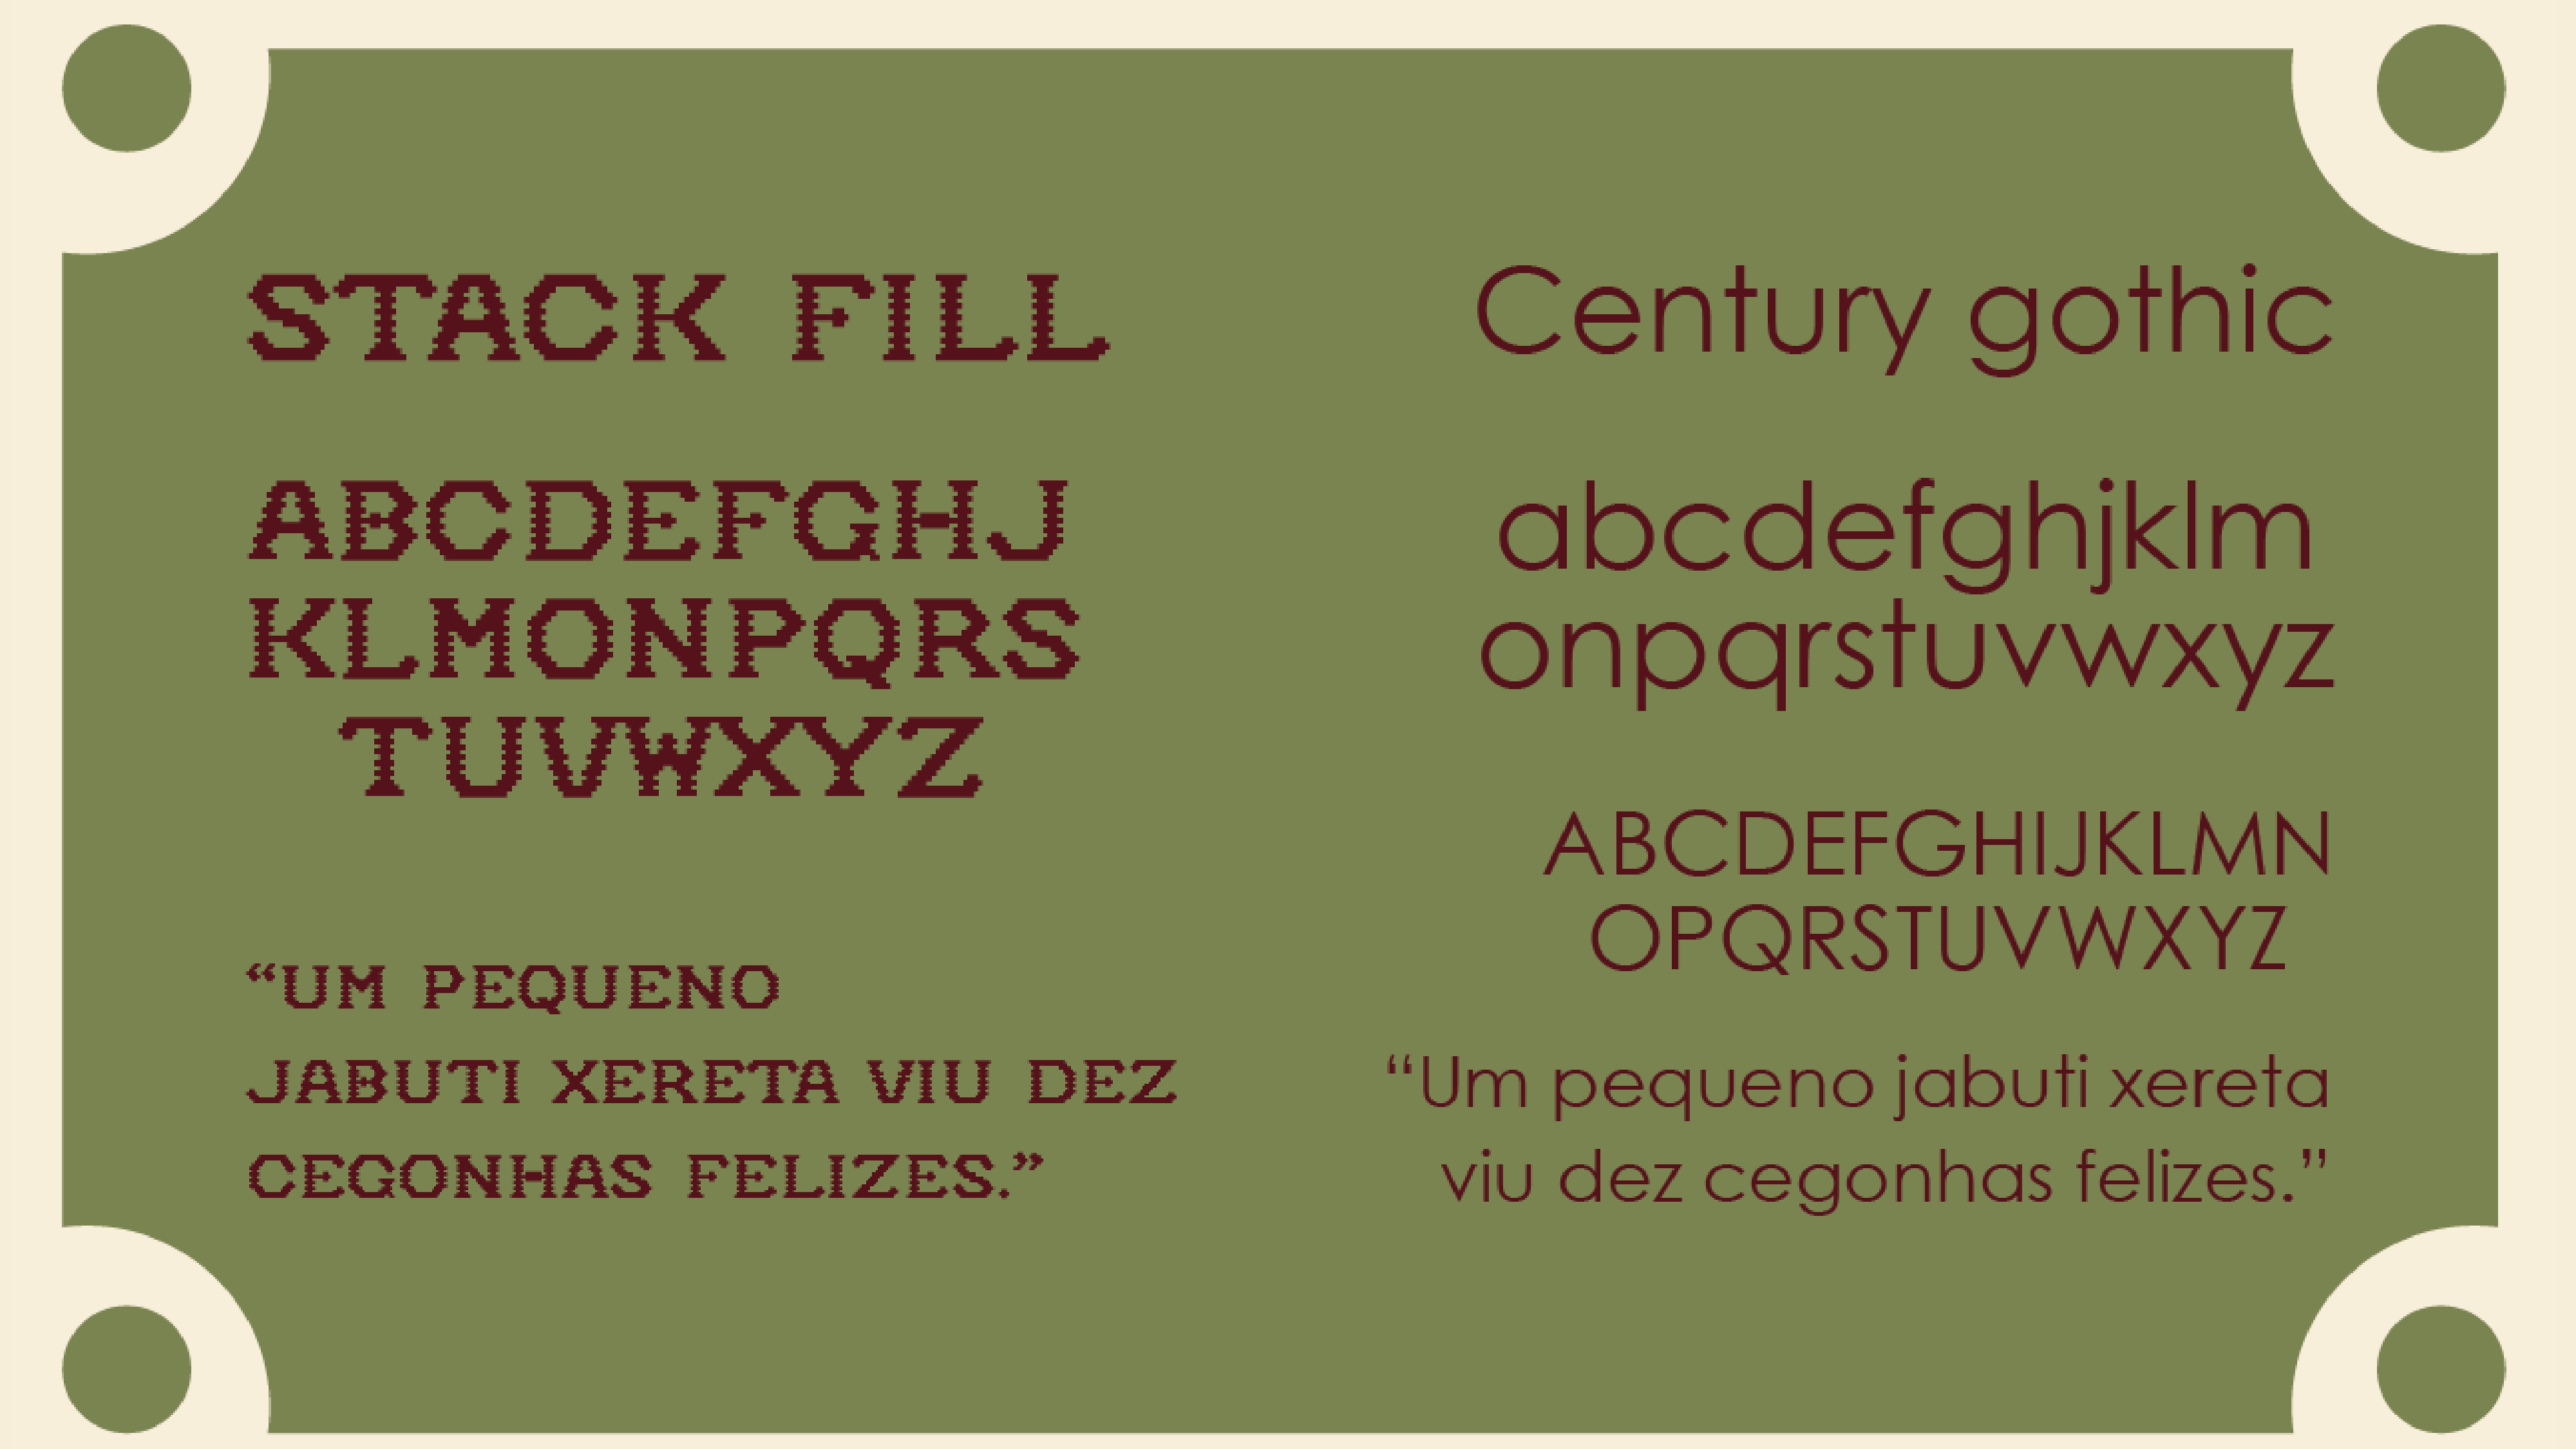 STACK FILL
ABCDEFGHJ
KLMONPQRS
TUVWXYZ
“UM PEQUENO
JABUTI XERETA VIU DEZ
CEGONHAS FELIZES.”
Century gothic
abcdefghjklm
onpqrstuvwxyz
ABCDEFGHIJKLMN
OPQRSTUVWXYZ
“Um pequeno jabuti xereta
viu dez cegonhas felizes.”